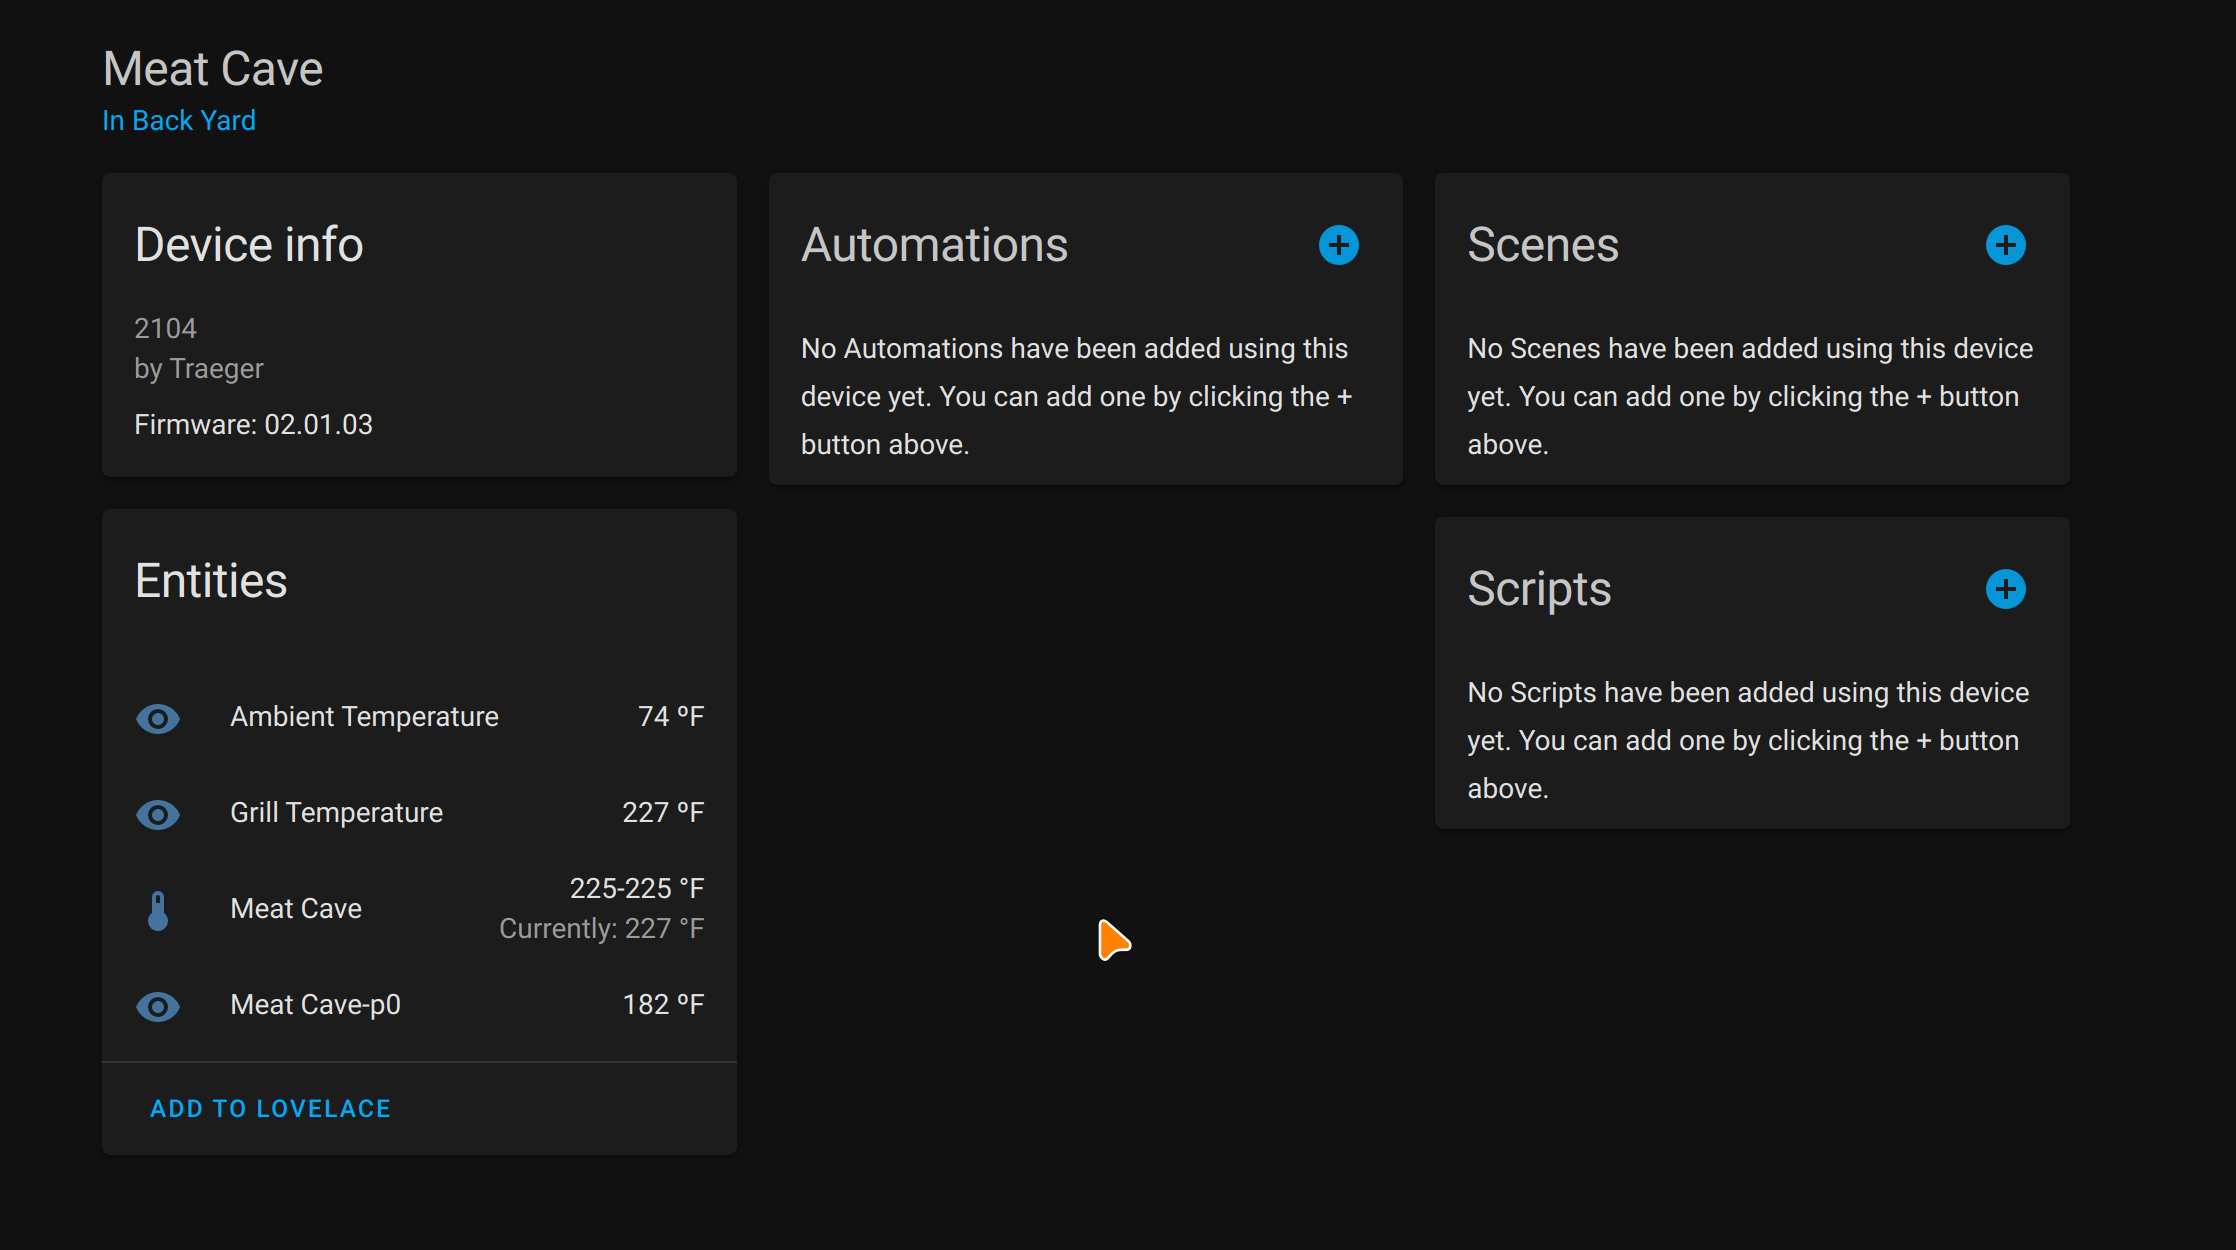 Meat Cave
In Back Yard
Device info
2104
by Traeger
Firmware: 02.01.03
Entities
Ambient Temperature 74 ºF
Grill Temperature 227 ºF
Meat Cave 225-225 °F
Currently: 227 °F
Meat Cave-p0 182 ºF
ADD TO LOVELACE
Automations
No Automations have been added using this
device yet. You can add one by clicking the +
button above.
Scenes
No Scenes have been added using this device
yet. You can add one by clicking the + button
above.
Scripts
No Scripts have been added using this device
yet. You can add one by clicking the + button
above.